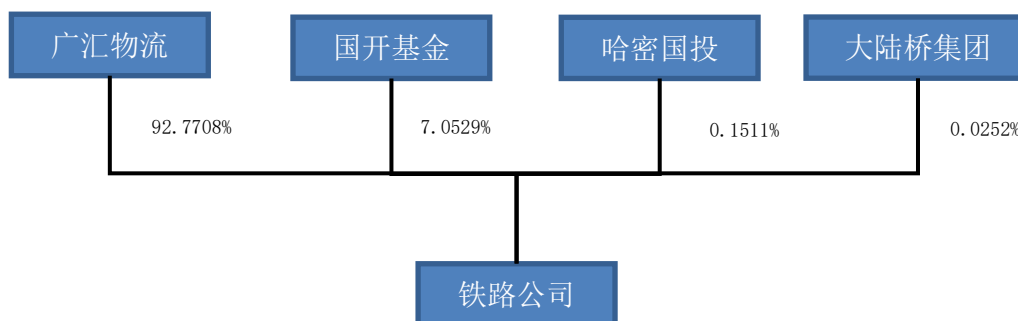 广汇物流
国开基金
哈密国投
大陆桥集团
92.7708%
7.0529%
0.1511%
0.0252%
铁路公司